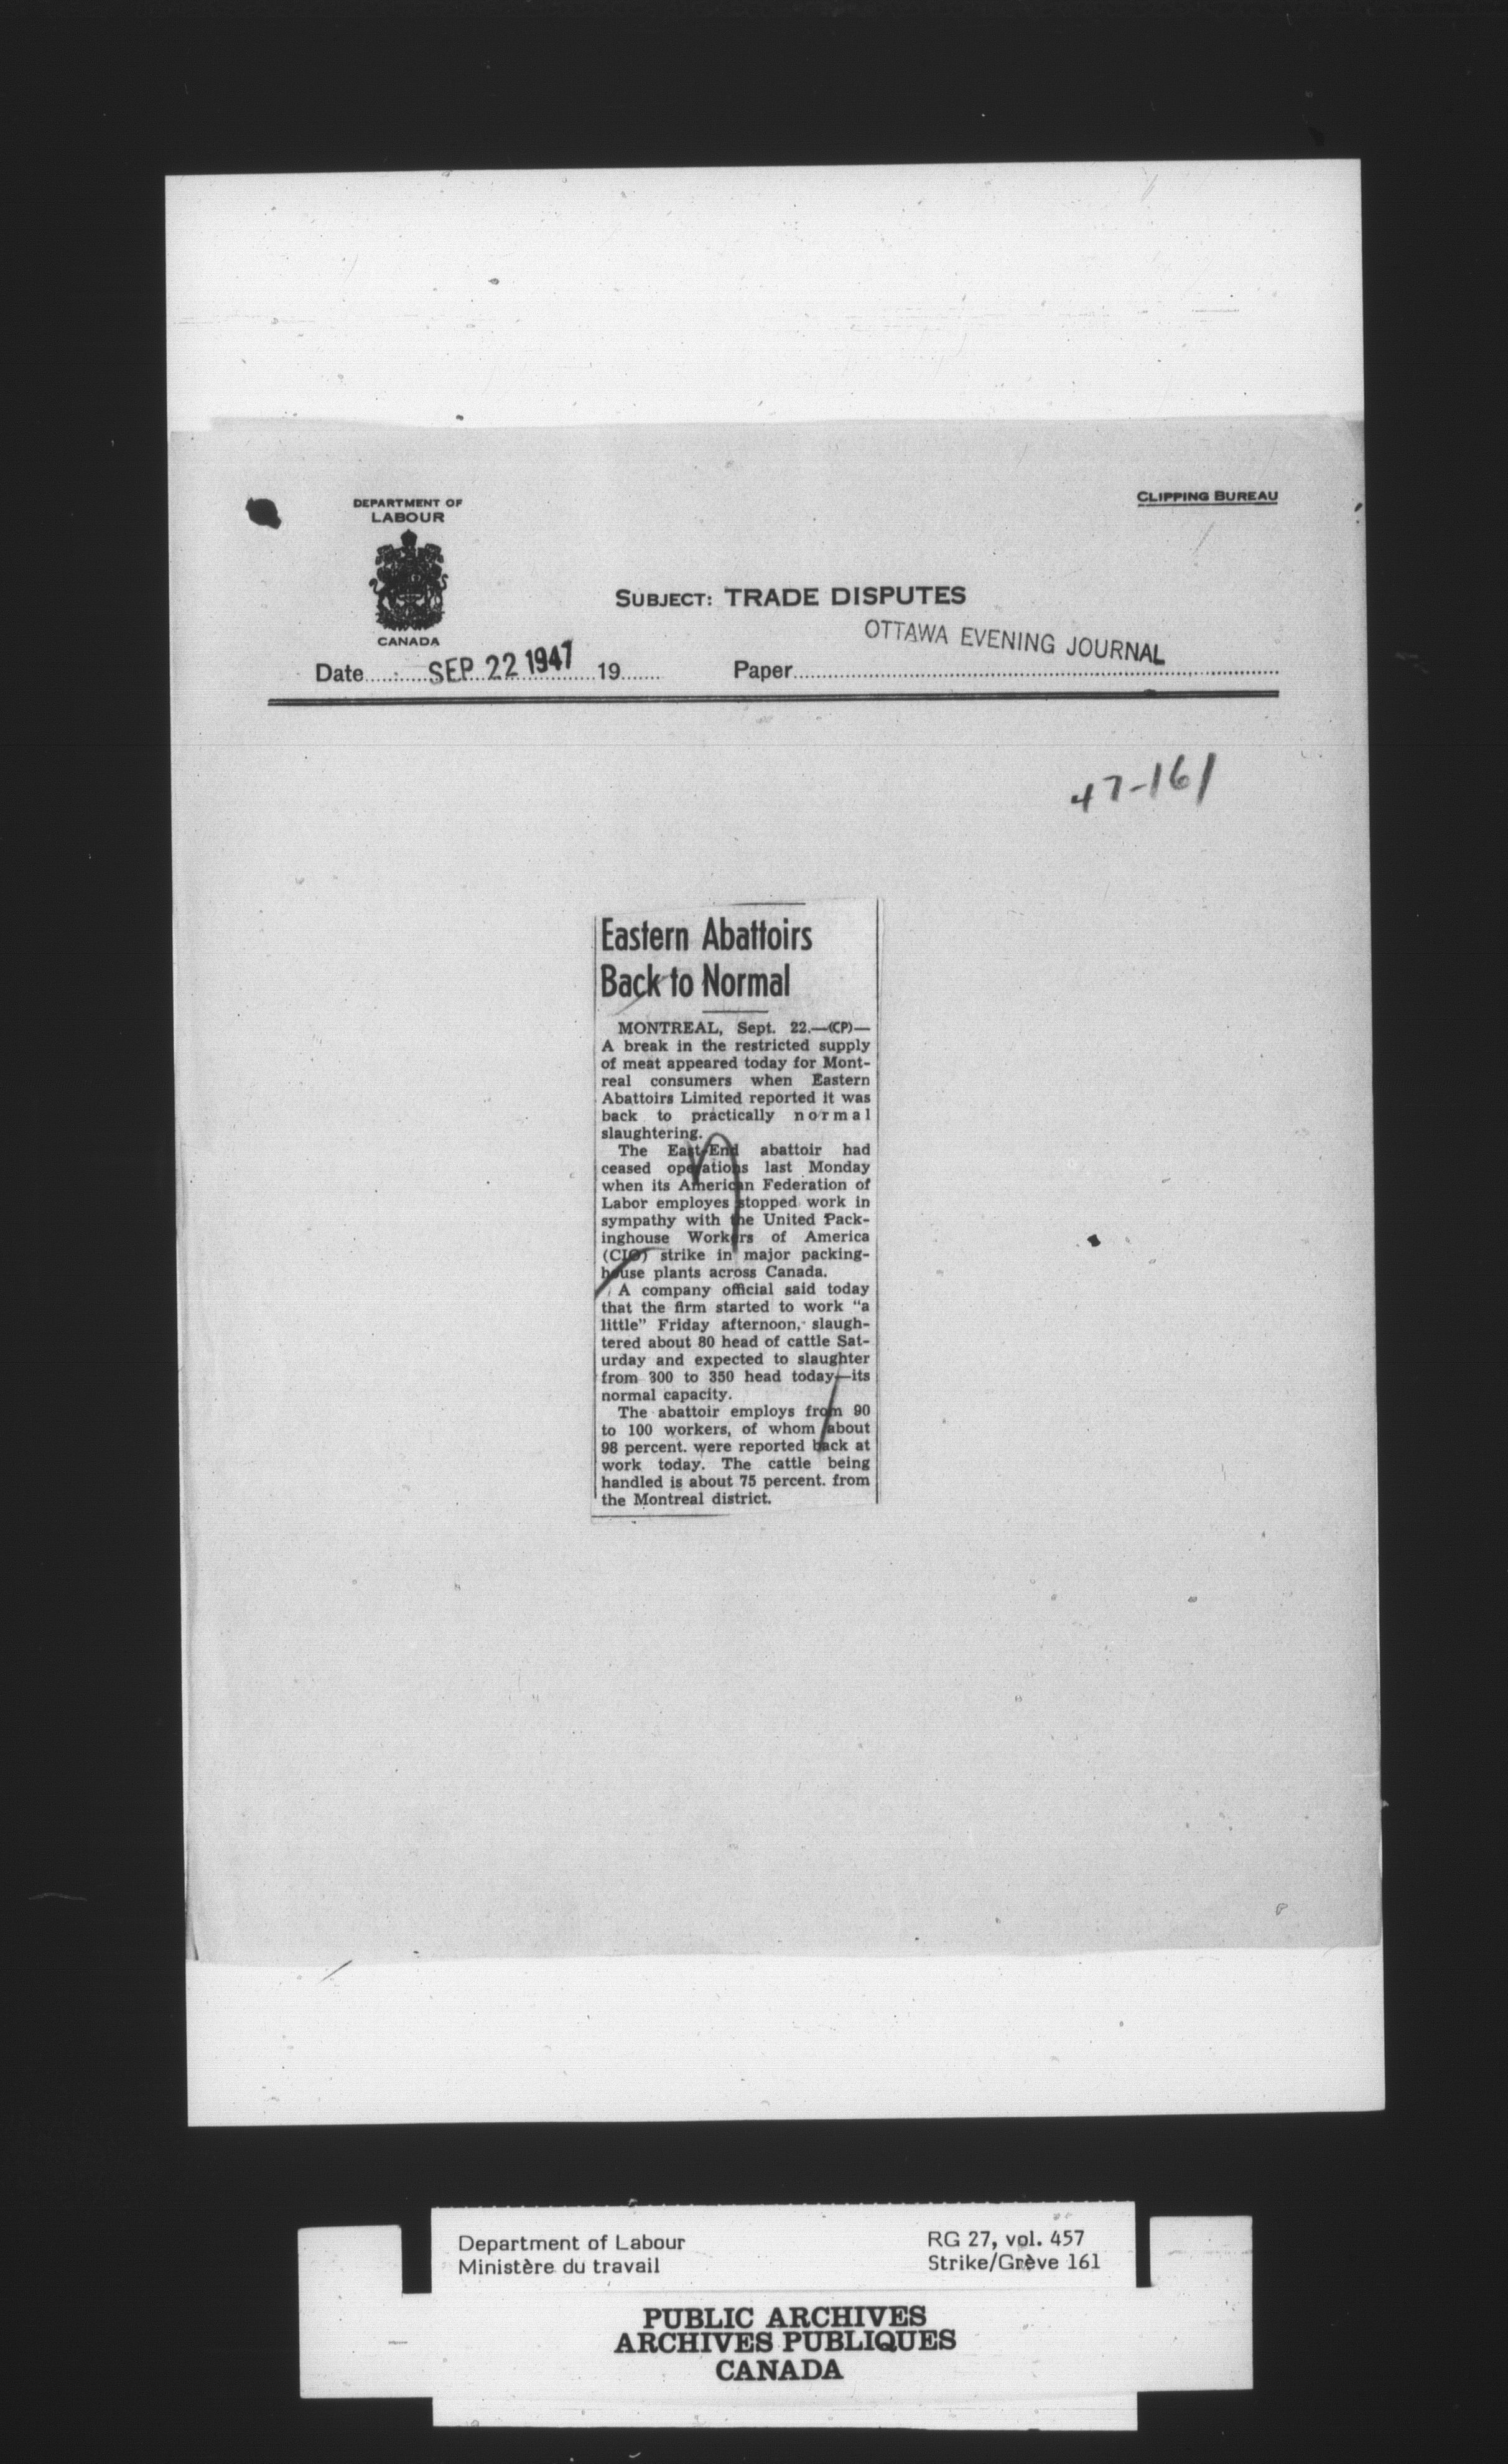 DEPARTMENT OF
LABOUR
CANADA
CLIPPING BUREAU
SUBJECT: TRADE DISPUTES
OTTAWA EVENING JOURNAL
Date SEP 22 1947 19 Paper
47-161
Eastern Abattoirs
Back to Normal
MONTREAL, Sept. 22.—(CP)—
A break in the restricted supply
of meat appeared today for Mont-
real consumers when Eastern
Abattoirs Limited reported it was
back to practically normal
slaughtering.
The East-End abattoir had
ceased operations last Monday
when its American Federation of
Labor employes stopped work in
sympathy with the United Pack-
inghouse Workers of America
(CIO) strike in major packing-
house plants across Canada.
A company official said today
that the firm started to work "a
little" Friday afternoon, slaugh-
tered about 80 head of cattle Sat-
urday and expected to slaughter
from 300 to 350 head today—its
normal capacity.
The abattoir employs from 90
to 100 workers, of whom about
98 percent. were reported back at
work today. The cattle being
handled is about 75 percent. from
the Montreal district.
Department of Labour
Ministère du travail
RG 27, vol. 457
Strike/Grève 161
PUBLIC ARCHIVES
ARCHIVES PUBLIQUES
CANADA